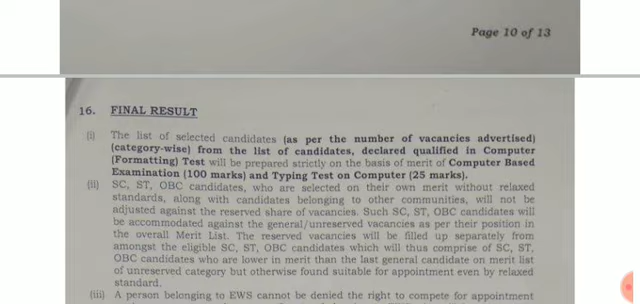 Page 10 of 13
16. FINAL RESULT
(i) The list of selected candidates (as per the number of vacancies advertised)
(category-wise) from the list of candidates, declared qualified in Computer
(Formatting) Test will be prepared strictly on the basis of merit of Computer Based
Examination (100 marks) and Typing Test on Computer (25 marks).
(ii) SC, ST, OBC candidates, who are selected on their own merit without relaxed
standards, along with candidates belonging to other communities, will not be
adjusted against the reserved share of vacancies. Such SC, ST, OBC candidates will
be accommodated against the general/unreserved vacancies as per their position in
the overall Merit List. The reserved vacancies will be filled up separately from
amongst the eligible SC, ST, OBC candidates which will thus comprise of SC, ST,
OBC candidates who are lower in merit than the last general candidate on merit list
of unreserved category but otherwise found suitable for appointment even by relaxed
standard.
(iii) A person belonging to EWS cannot be denied the right to compete for appointment